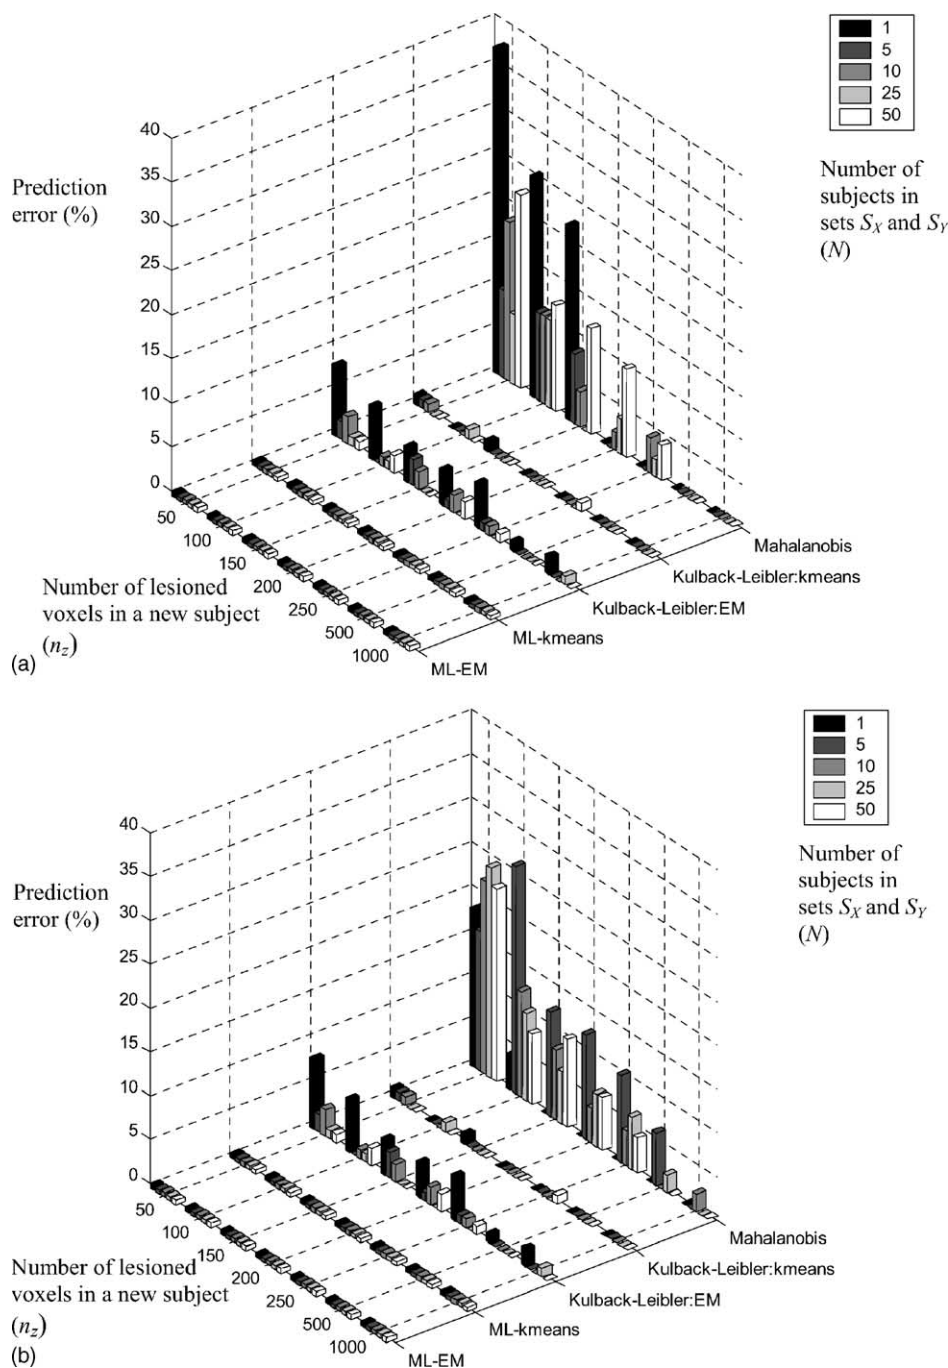 1
5
10
25
50
Number of
subjects in
sets S_X and S_Y
(N)
Prediction
error (%)
40
35
30
25
20
15
10
5
0
50
100
150
200
250
500
1000
Number of lesioned
voxels in a new subject
(n_z)
Mahalanobis
Kulback-Leibler:kmeans
Kulback-Leibler:EM
ML-kmeans
ML-EM
(a)
1
5
10
25
50
Number of
subjects in
sets S_X and S_Y
(N)
Prediction
error (%)
40
35
30
25
20
15
10
5
0
50
100
150
200
250
500
1000
Number of lesioned
voxels in a new subject
(n_z)
Mahalanobis
Kulback-Leibler:kmeans
Kulback-Leibler:EM
ML-kmeans
ML-EM
(b)